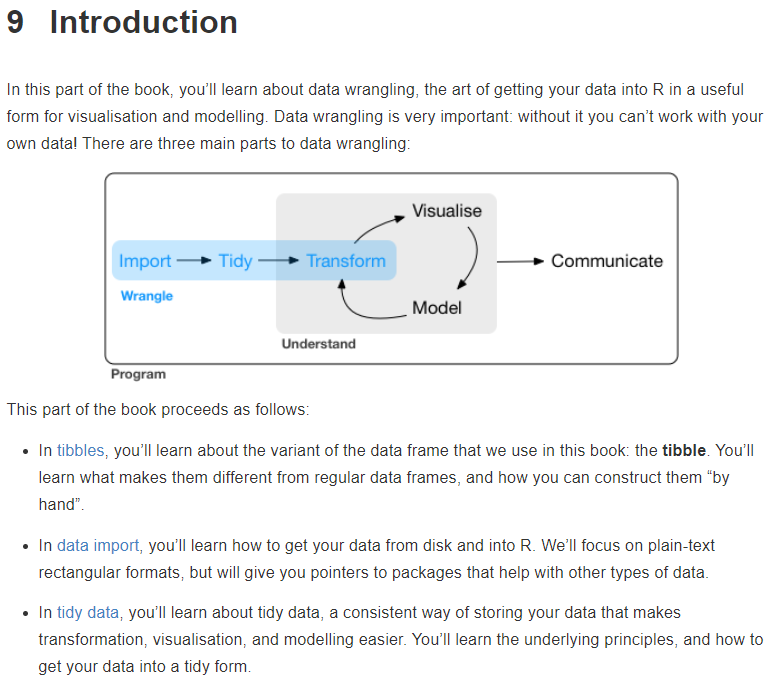 9 Introduction
In this part of the book, you’ll learn about data wrangling, the art of getting your data into R in a useful
form for visualisation and modelling. Data wrangling is very important: without it you can’t work with your
own data! There are three main parts to data wrangling:
Visualise
Import Tidy Transform Communicate
Wrangle
Model
Understand
Program
This part of the book proceeds as follows:
• In tibbles, you’ll learn about the variant of the data frame that we use in this book: the tibble. You’ll
learn what makes them different from regular data frames, and how you can construct them “by
hand”.
• In data import, you’ll learn how to get your data from disk and into R. We’ll focus on plain-text
rectangular formats, but will give you pointers to packages that help with other types of data.
• In tidy data, you’ll learn about tidy data, a consistent way of storing your data that makes
transformation, visualisation, and modelling easier. You’ll learn the underlying principles, and how to
get your data into a tidy form.